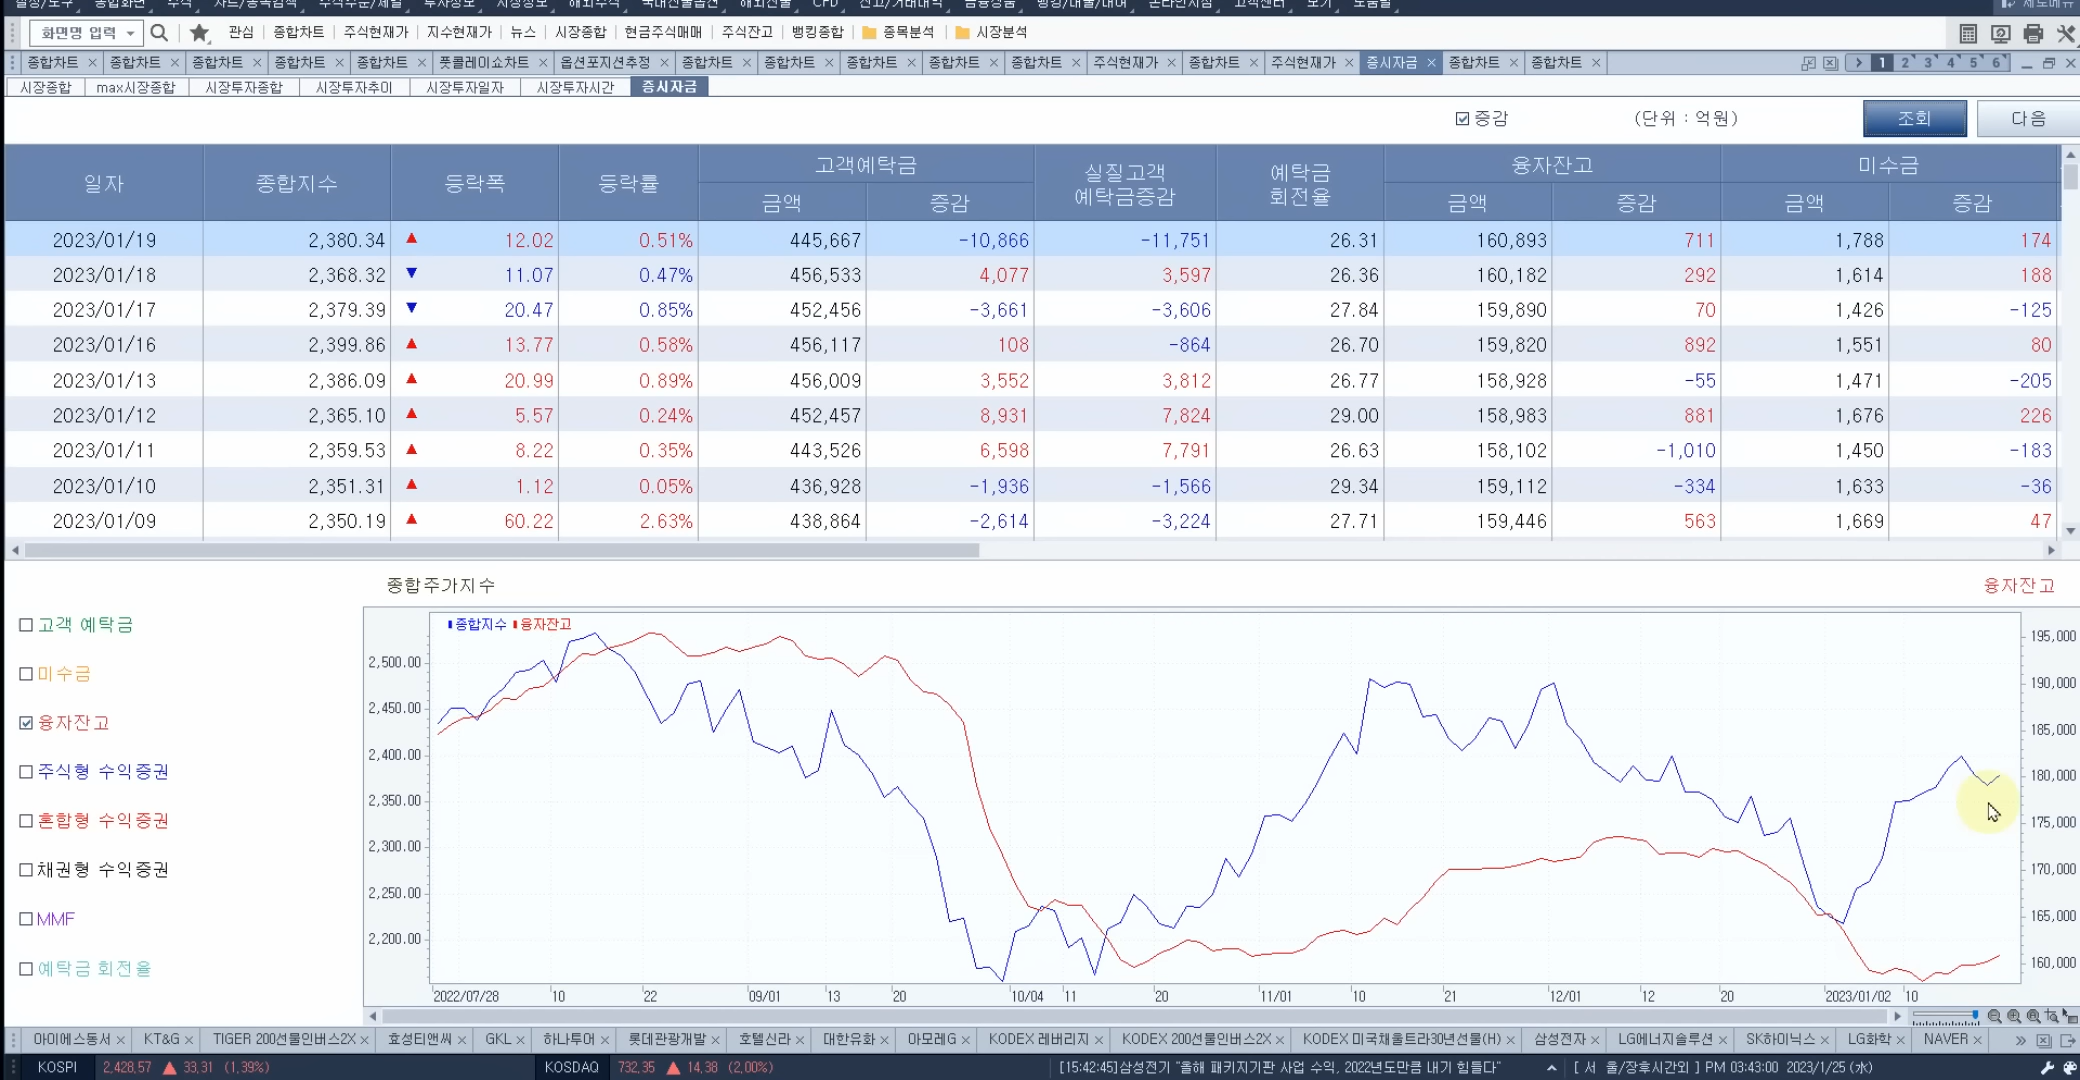 화면명 입력 관심 종합차트 주식현재가 지수현재가 뉴스 시장종합 현금주식매매 주식잔고 뱅킹종합 종목분석 시장분석
종합차트 × 종합차트 × 종합차트 × 종합차트 × 종합차트 × 풋콜레이쇼차트 × 옵션포지션추정 × 종합차트 × 종합차트 × 종합차트 × 종합차트 × 종합차트 × 주식현재가 × 종합차트 × 주식현재가 × 증시자금 × 종합차트 × 종합차트 × 1 2 3 4 5 6
시장종합 max시장종합 시장투자종합 시장투자추이 시장투자일자 시장투자시간 증시자금
증감 (단위 : 억원) 조회 다음
일자 종합지수 등락폭 등락률 고객예탁금 실질고객 예탁금증감 예탁금 회전율 융자잔고 미수금
금액 증감 금액 증감 금액 증감
2023/01/19 2,380.34 ▲ 12.02 0.51% 445,667 -10,866 -11,751 26.31 160,893 711 1,788 174
2023/01/18 2,368.32 ▼ 11.07 0.47% 456,533 4,077 3,597 26.36 160,182 292 1,614 188
2023/01/17 2,379.39 ▼ 20.47 0.85% 452,456 -3,661 -3,606 27.84 159,890 70 1,426 -125
2023/01/16 2,399.86 ▲ 13.77 0.58% 456,117 108 -864 26.70 159,820 892 1,551 80
2023/01/13 2,386.09 ▲ 20.99 0.89% 456,009 3,552 3,812 26.77 158,928 -55 1,471 -205
2023/01/12 2,365.10 ▲ 5.57 0.24% 452,457 8,931 7,824 29.00 158,983 881 1,676 226
2023/01/11 2,359.53 ▲ 8.22 0.35% 443,526 6,598 7,791 26.63 158,102 -1,010 1,450 -183
2023/01/10 2,351.31 ▲ 1.12 0.05% 436,928 -1,936 -1,566 29.34 159,112 -334 1,633 -36
2023/01/09 2,350.19 ▲ 60.22 2.63% 438,864 -2,614 -3,224 27.71 159,446 563 1,669 47
종합주가지수 융자잔고
고객 예탁금
미수금
융자잔고
주식형 수익증권
혼합형 수익증권
채권형 수익증권
MMF
예탁금 회전율
종합지수 융자잔고
2,500.00
2,450.00
2,400.00
2,350.00
2,300.00
2,250.00
2,200.00
195,000
190,000
185,000
180,000
175,000
170,000
165,000
160,000
2022/07/28 10 22 09/01 13 20 10/04 11 20 11/01 10 21 12/01 12 20 2023/01/02 10
아이에스동서 × KT&G × TIGER 200선물인버스2X × 효성티앤씨 × GKL × 하나투어 × 롯데관광개발 × 호텔신라 × 대한유화 × 아모레G × KODEX 레버리지 × KODEX 200선물인버스2X × KODEX 미국채울트라30년선물(H) × 삼성전자 × LG에너지솔루션 × SK하이닉스 × LG화학 × NAVER ×
KOSPI 2,428,57 ▲ 33,31 (1,39%) KOSDAQ 732,35 ▲ 14,38 (2,00%) [15:42:45]삼성전기 "올해 패키지기판 사업 수익, 2022년도만큼 내기 힘들다" [ 서 울/장후시간외 ] PM 03:43:00 2023/1/25 (水)